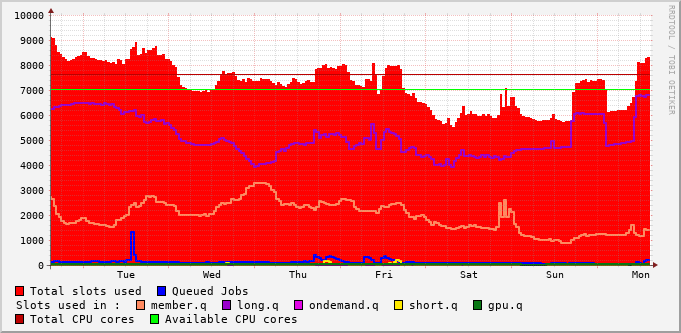 10000
9000
8000
7000
6000
5000
4000
3000
2000
1000
0
Tue Wed Thu Fri Sat Sun Mon
RRDTOOL / TOBI OETIKER
Total slots used Queued Jobs
Slots used in : member.q long.q ondemand.q short.q gpu.q
Total CPU cores Available CPU cores